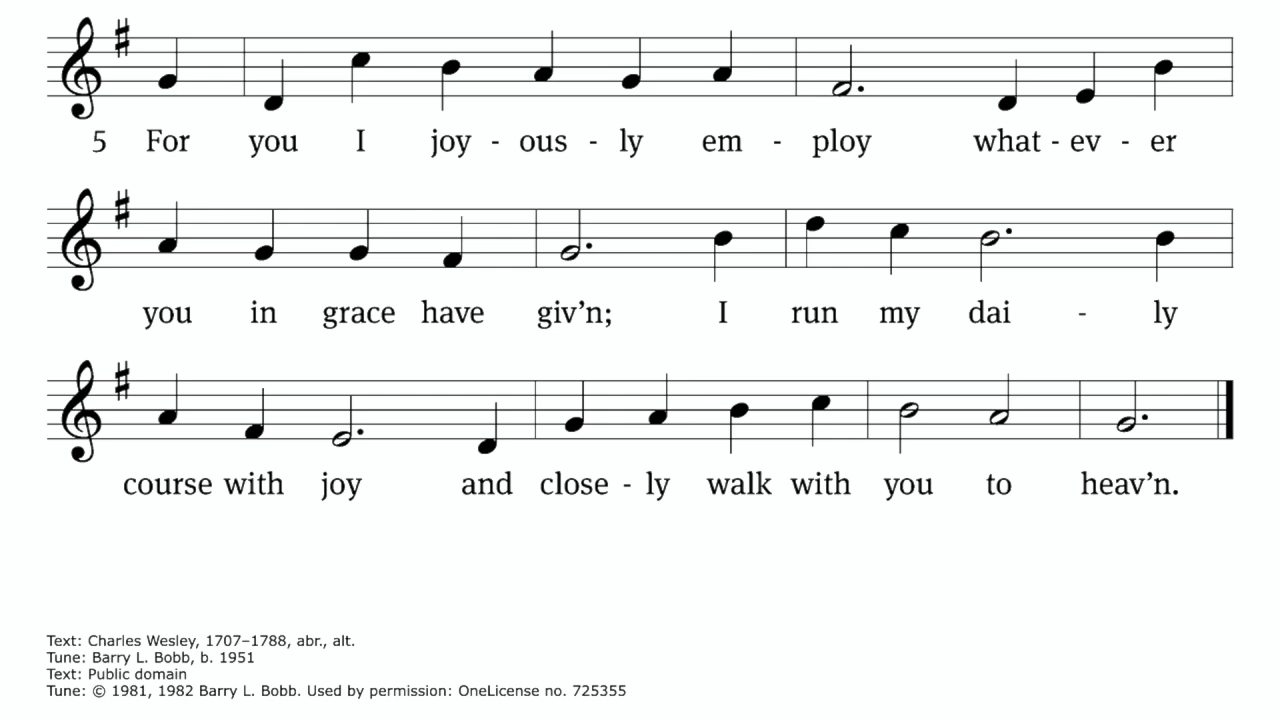 5 For you I joy - ous - ly em - ploy what - ev - er
you in grace have giv’n; I run my dai - ly
course with joy and close - ly walk with you to heav’n.
Text: Charles Wesley, 1707–1788, abr., alt.
Tune: Barry L. Bobb, b. 1951
Text: Public domain
Tune: © 1981, 1982 Barry L. Bobb. Used by permission: OneLicense no. 725355